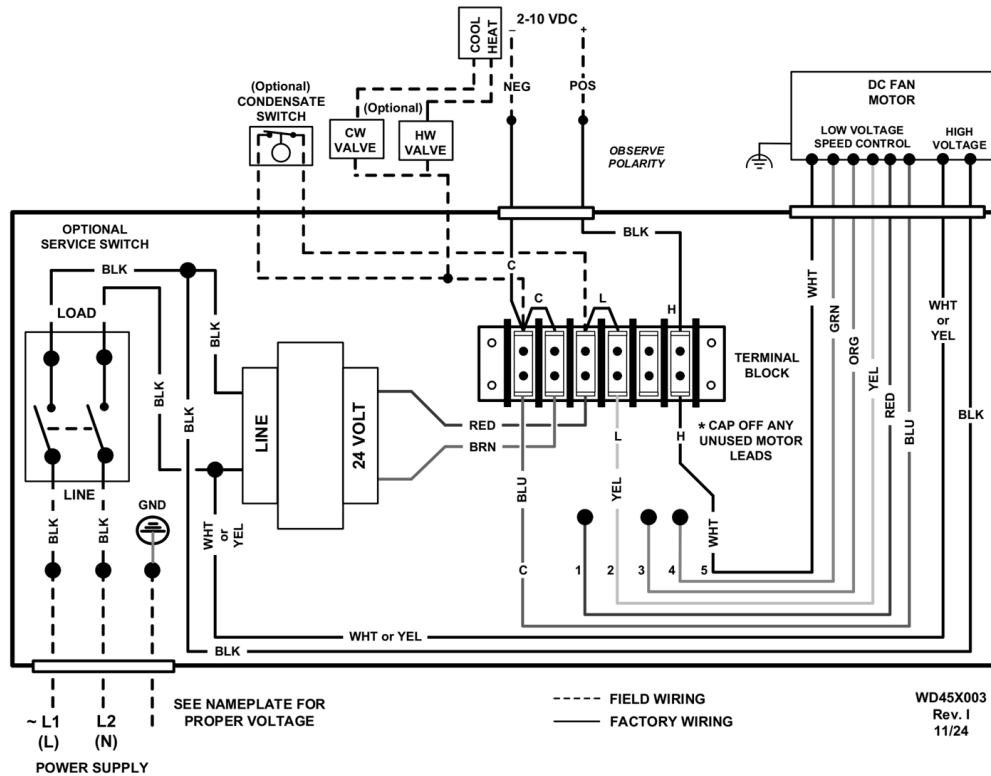 COOL
HEAT
2-10 VDC
–
+
NEG
POS
(Optional)
CONDENSATE
SWITCH
(Optional)
CW
VALVE
HW
VALVE
OBSERVE
POLARITY
DC FAN
MOTOR
LOW VOLTAGE
SPEED CONTROL
HIGH
VOLTAGE
OPTIONAL
SERVICE SWITCH
BLK
BLK
C
C
L
H
WHT
GRN
ORG
YEL
RED
BLU
WHT
or
YEL
BLK
LOAD
BLK
BLK
BLK
LINE
24 VOLT
RED
BRN
TERMINAL
BLOCK
* CAP OFF ANY
UNUSED MOTOR
LEADS
L
H
LINE
GND
BLK
BLK
WHT
or
YEL
BLU
YEL
WHT
C
1
2
3
4
5
WHT or YEL
BLK
~ L1
(L)
L2
(N)
POWER SUPPLY
SEE NAMEPLATE FOR
PROPER VOLTAGE
FIELD WIRING
FACTORY WIRING
WD45X003
Rev. I
11/24